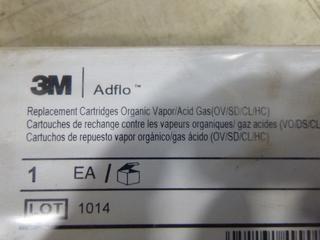 3M Adflo™
Replacement Cartridges Organic Vapor/Acid Gas(OV/SD/CL/HC)
Cartouches de rechange contre les vapeurs organiques/ gaz acides (VO/DS/CL
Cartuchos de repuesto vapor orgánico/gas ácido (OV/SD/CL/HC)
1 EA /
LOT 1014